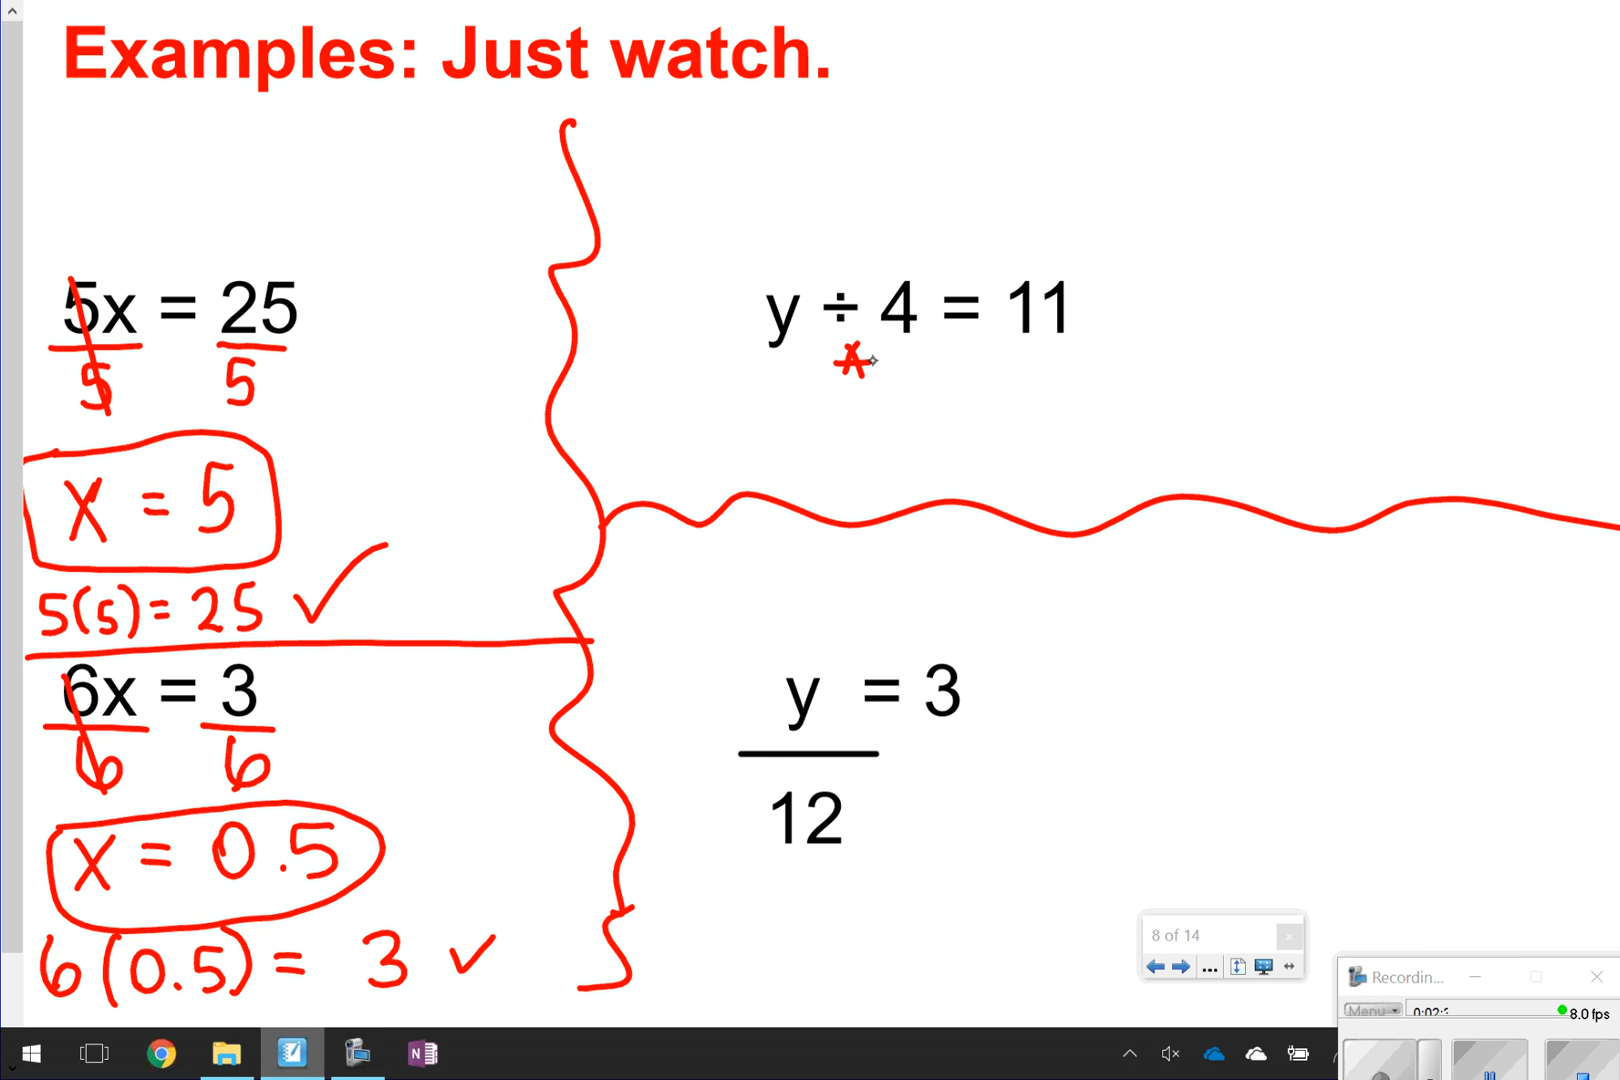 Examples: Just watch.
5x = 25
5 5
x = 5
5(5) = 25 ✓
6x = 3
6 6
x = 0.5
6(0.5) = 3 ✓
y ÷ 4 = 11
y = 3
12
8 of 14
Recordin...
Menu
8.0 fps
N